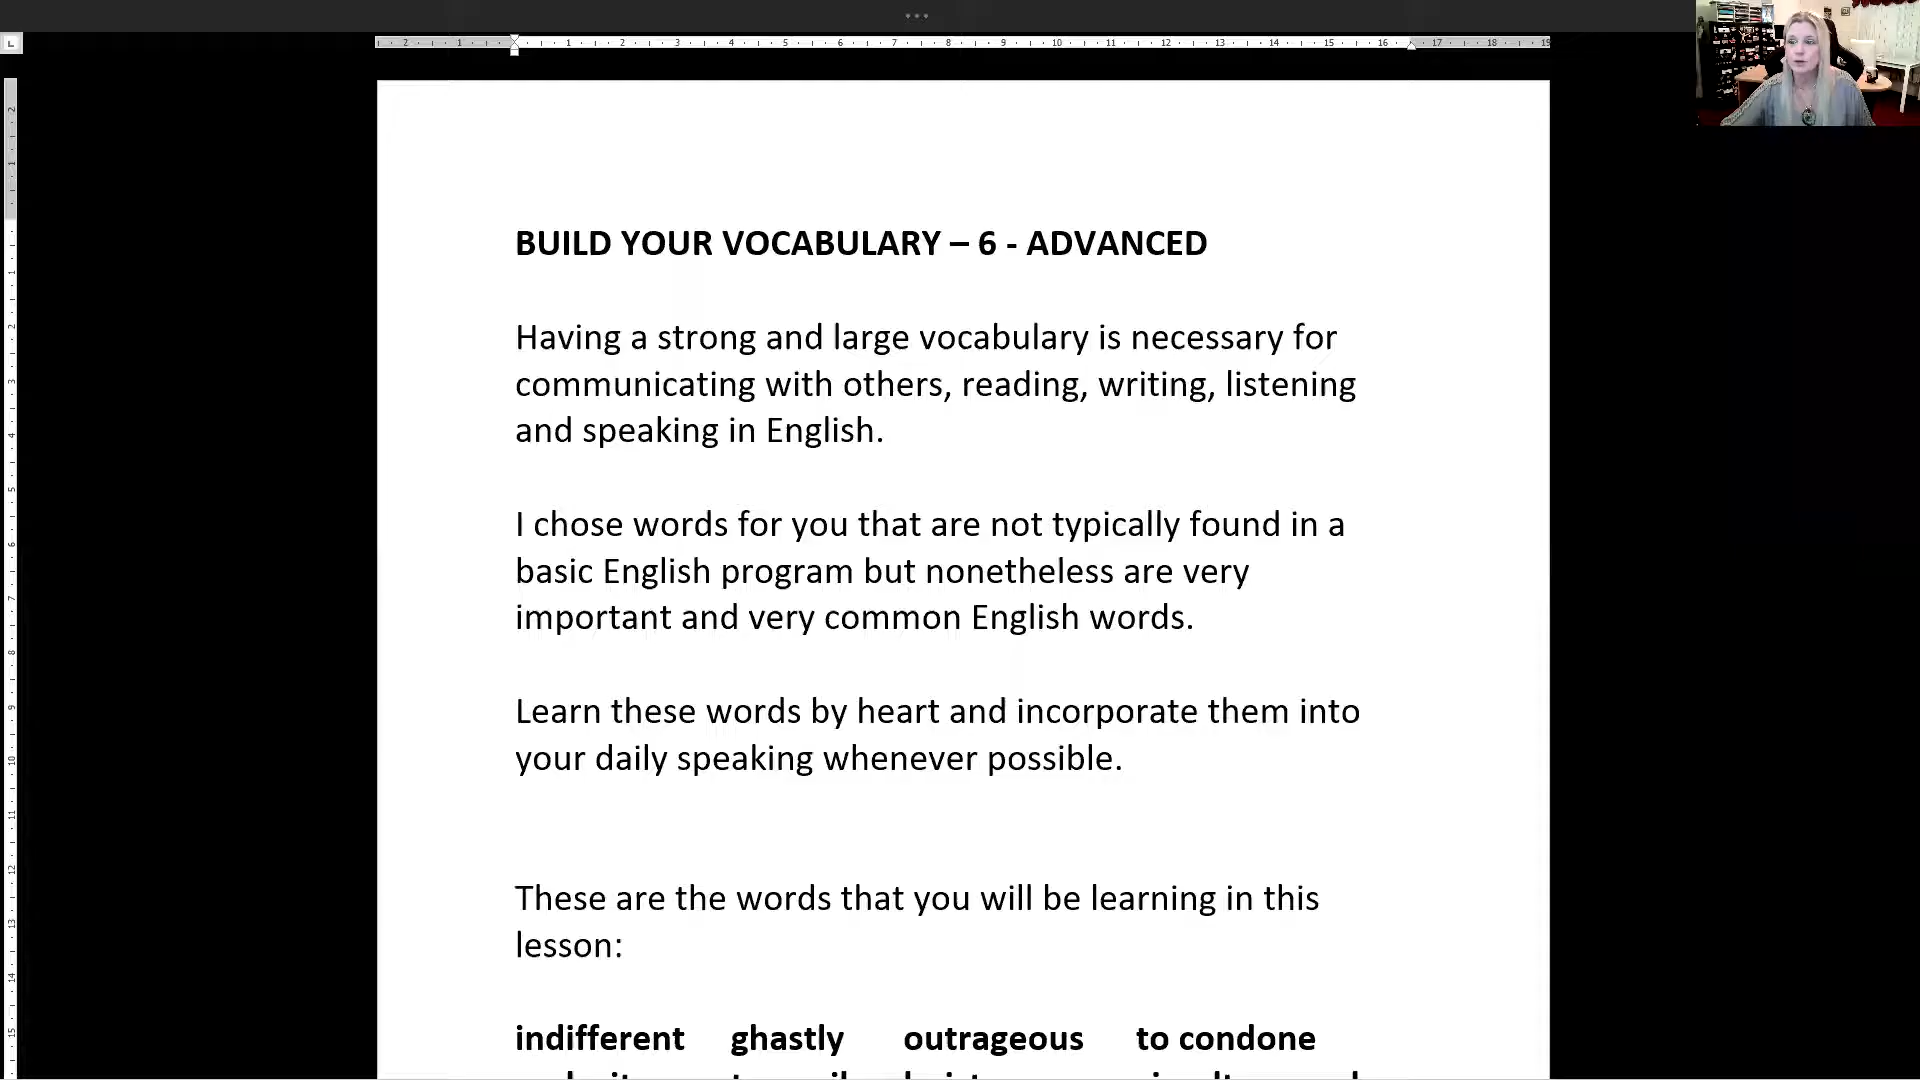 BUILD YOUR VOCABULARY – 6 - ADVANCED
Having a strong and large vocabulary is necessary for
communicating with others, reading, writing, listening
and speaking in English.
I chose words for you that are not typically found in a
basic English program but nonetheless are very
important and very common English words.
Learn these words by heart and incorporate them into
your daily speaking whenever possible.
These are the words that you will be learning in this
lesson:
indifferent ghastly outrageous to condone